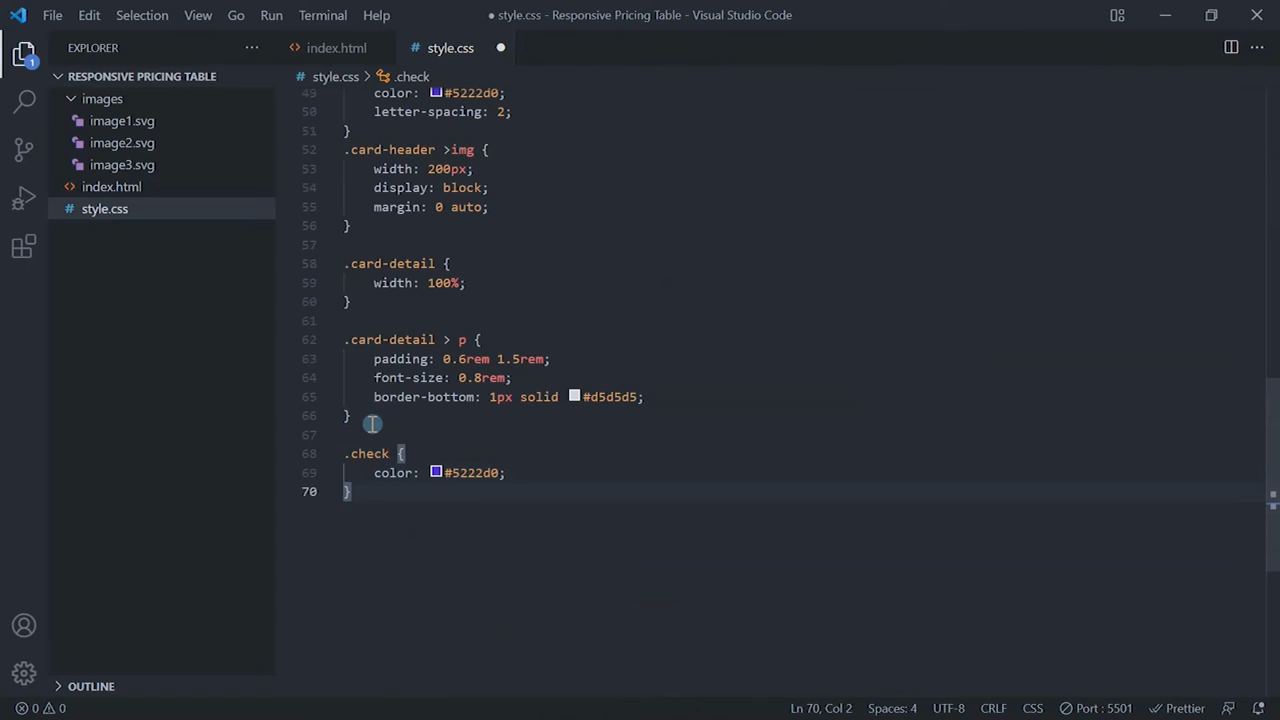 File Edit Selection View Go Run Terminal Help
● style.css - Responsive Pricing Table - Visual Studio Code
EXPLORER
RESPONSIVE PRICING TABLE
images
image1.svg
image2.svg
image3.svg
index.html
style.css
OUTLINE
1
index.html
# style.css
# style.css > .check
49 color: #5222d0;
50 letter-spacing: 2;
51 }
52 .card-header >img {
53 width: 200px;
54 display: block;
55 margin: 0 auto;
56 }
57
58 .card-detail {
59 width: 100%;
60 }
61
62 .card-detail > p {
63 padding: 0.6rem 1.5rem;
64 font-size: 0.8rem;
65 border-bottom: 1px solid #d5d5d5;
66 }
67
68 .check {
69 color: #5222d0;
70 }
0 0
Ln 70, Col 2 Spaces: 4 UTF-8 CRLF CSS Port : 5501 Prettier